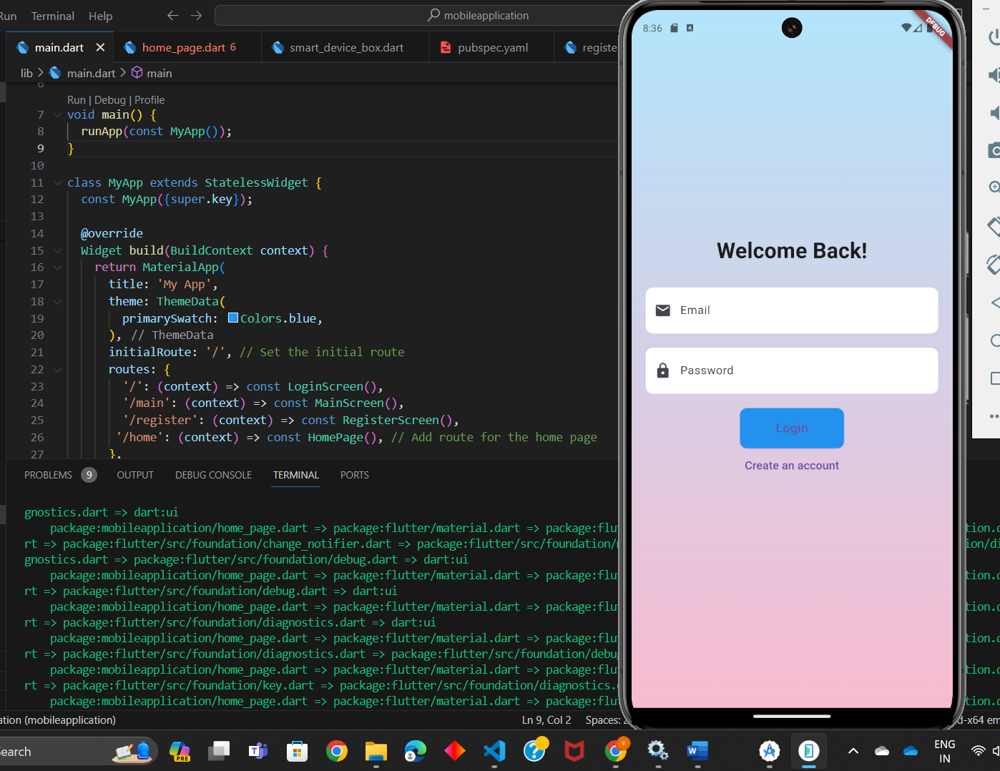 Run Terminal Help
mobileapplication
main.dart
home_page.dart 6
smart_device_box.dart
pubspec.yaml
registe
lib > main.dart > main
6
Run | Debug | Profile
7 void main() {
8 runApp(const MyApp());
9 }
10
11 class MyApp extends StatelessWidget {
12 const MyApp({super.key});
13
14 @override
15 Widget build(BuildContext context) {
16 return MaterialApp(
17 title: 'My App',
18 theme: ThemeData(
19 primarySwatch: Colors.blue,
20 ), // ThemeData
21 initialRoute: '/', // Set the initial route
22 routes: {
23 '/': (context) => const LoginScreen(),
24 '/main': (context) => const MainScreen(),
25 '/register': (context) => const RegisterScreen(),
26 '/home': (context) => const HomePage(), // Add route for the home page
27 },
PROBLEMS 9 OUTPUT DEBUG CONSOLE TERMINAL PORTS
gnostics.dart => dart:ui
package:mobileapplication/home_page.dart => package:flutter/material.dart => package:flu tion.d
rt => package:flutter/src/foundation/change_notifier.dart => package:flutter/src/foundation/ ion/di
gnostics.dart => package:flutter/src/foundation/debug.dart => dart:ui
package:mobileapplication/home_page.dart => package:flutter/material.dart => package:flu tion.d
rt => package:flutter/src/foundation/debug.dart => dart:ui
package:mobileapplication/home_page.dart => package:flutter/material.dart => package:flu tion.d
rt => package:flutter/src/foundation/diagnostics.dart => dart:ui
package:mobileapplication/home_page.dart => package:flutter/material.dart => package:flu tion.d
rt => package:flutter/src/foundation/diagnostics.dart => package:flutter/src/foundation/debug
package:mobileapplication/home_page.dart => package:flutter/material.dart => package:flu tion.d
rt => package:flutter/src/foundation/key.dart => package:flutter/src/foundation/diagnostics.
package:mobileapplication/home_page.dart => package:flutter/material.dart => package:flu tion.d
ation (mobileapplication)
Ln 9, Col 2 Spaces: 2
d-x64 em
8:36
DEBUG
Welcome Back!
Email
Password
Login
Create an account
Search
PRE
ENG
IN